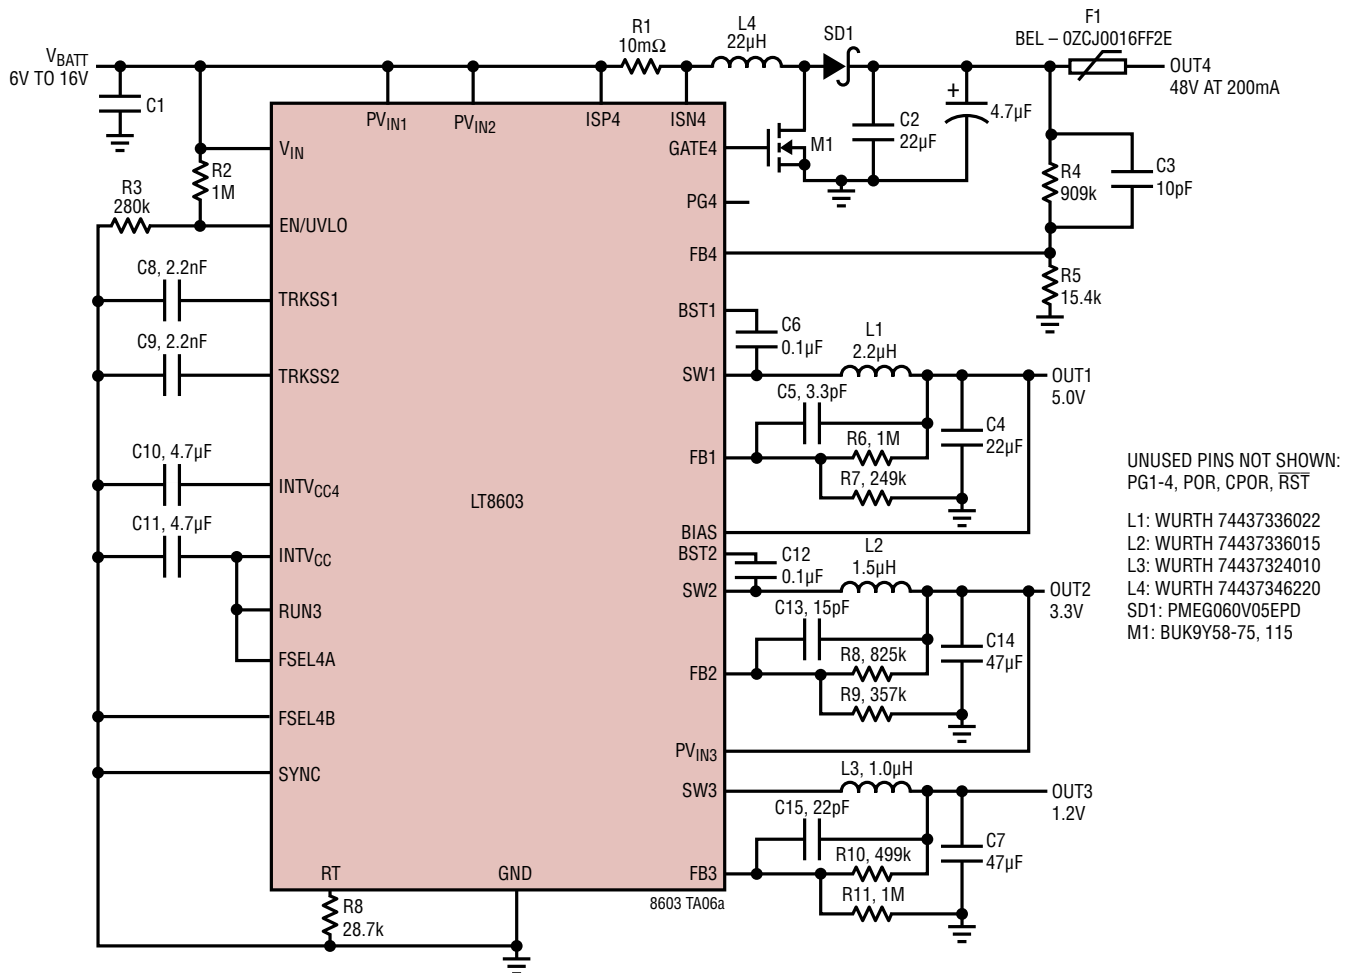 F1
BEL – 0ZCJ0016FF2E
R1
10mΩ
L4
22µH
SD1
VBATT
6V TO 16V
OUT4
48V AT 200mA
C1
PVIN1
PVIN2
ISP4
ISN4
+
4.7µF
C2
22µF
VIN
GATE4
M1
R2
1M
R4
909k
C3
10pF
R3
280k
PG4
EN/UVLO
FB4
C8, 2.2nF
R5
15.4k
TRKSS1
BST1
C6
0.1µF
L1
2.2µH
C9, 2.2nF
TRKSS2
SW1
OUT1
5.0V
C5, 3.3pF
C4
22µF
R6, 1M
FB1
R7, 249k
C10, 4.7µF
INTVCC4
LT8603
C11, 4.7µF
BIAS
INTVCC
BST2
C12
0.1µF
L2
1.5µH
SW2
OUT2
3.3V
RUN3
C13, 15pF
C14
47µF
FSEL4A
R8, 825k
FB2
R9, 357k
FSEL4B
PVIN3
SYNC
L3, 1.0µH
SW3
OUT3
1.2V
C15, 22pF
C7
47µF
R10, 499k
RT
GND
FB3
R11, 1M
8603 TA06a
R8
28.7k
UNUSED PINS NOT SHOWN:
PG1-4, POR, CPOR, RST
L1: WURTH 74437336022
L2: WURTH 74437336015
L3: WURTH 74437324010
L4: WURTH 74437346220
SD1: PMEG060V05EPD
M1: BUK9Y58-75, 115